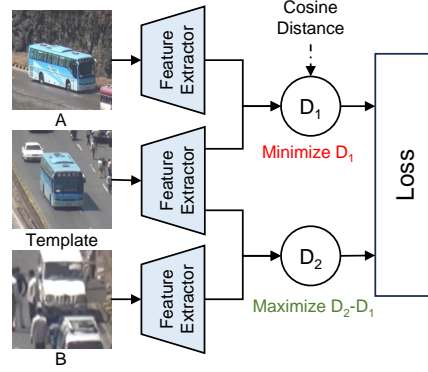 Cosine
Distance
Feature
Extractor
A
D1
Minimize D1
Feature
Extractor
Loss
Template
D2
Feature
Extractor
Maximize D2-D1
B